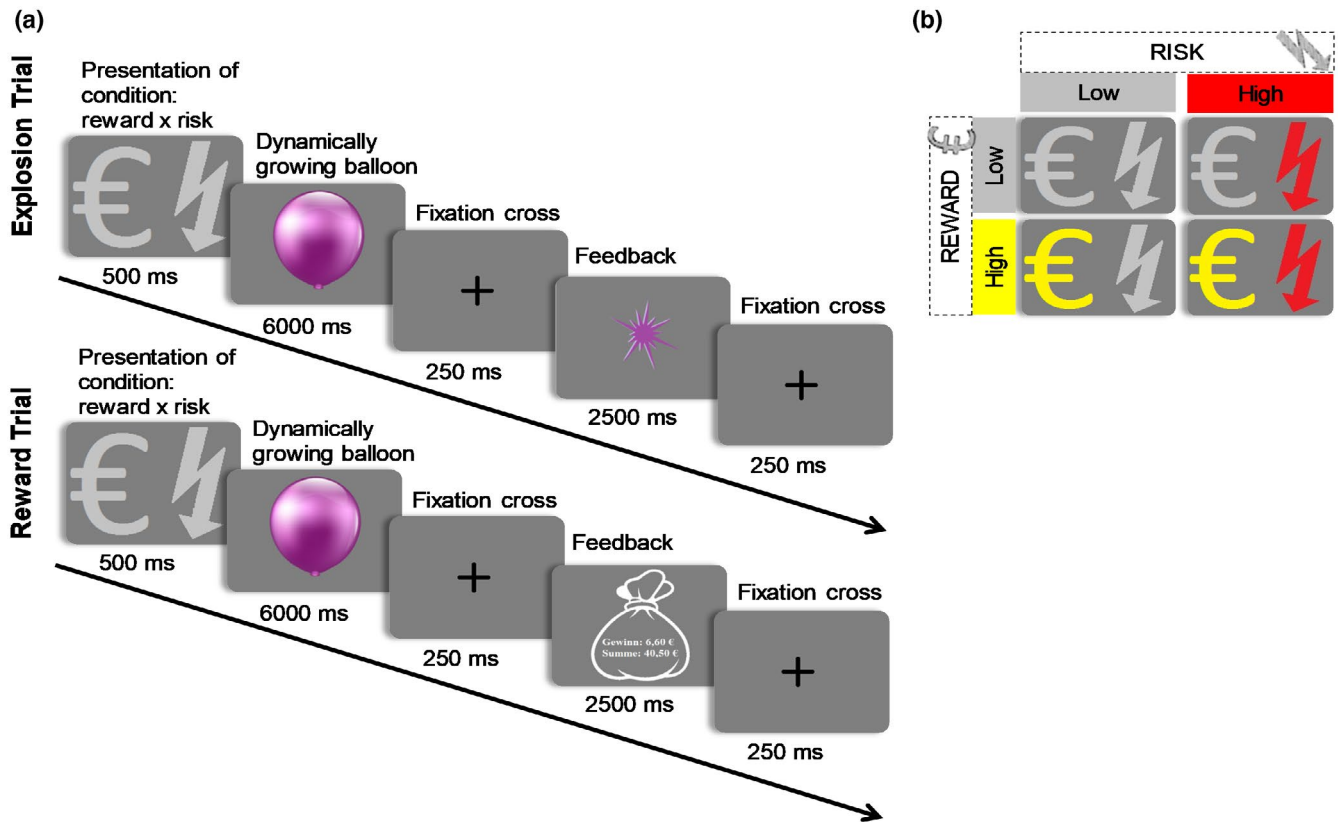 (a)
Explosion Trial
Presentation of
condition:
reward x risk
€
500 ms
Dynamically
growing balloon
6000 ms
Fixation cross
250 ms
Feedback
2500 ms
Fixation cross
250 ms
Reward Trial
Presentation of
condition:
reward x risk
€
500 ms
Dynamically
growing balloon
6000 ms
Fixation cross
250 ms
Feedback
Gewinn: 6,60 €
Summe: 40,50 €
2500 ms
Fixation cross
250 ms
(b)
RISK
Low
High
REWARD
€
Low
€
€
High
€
€